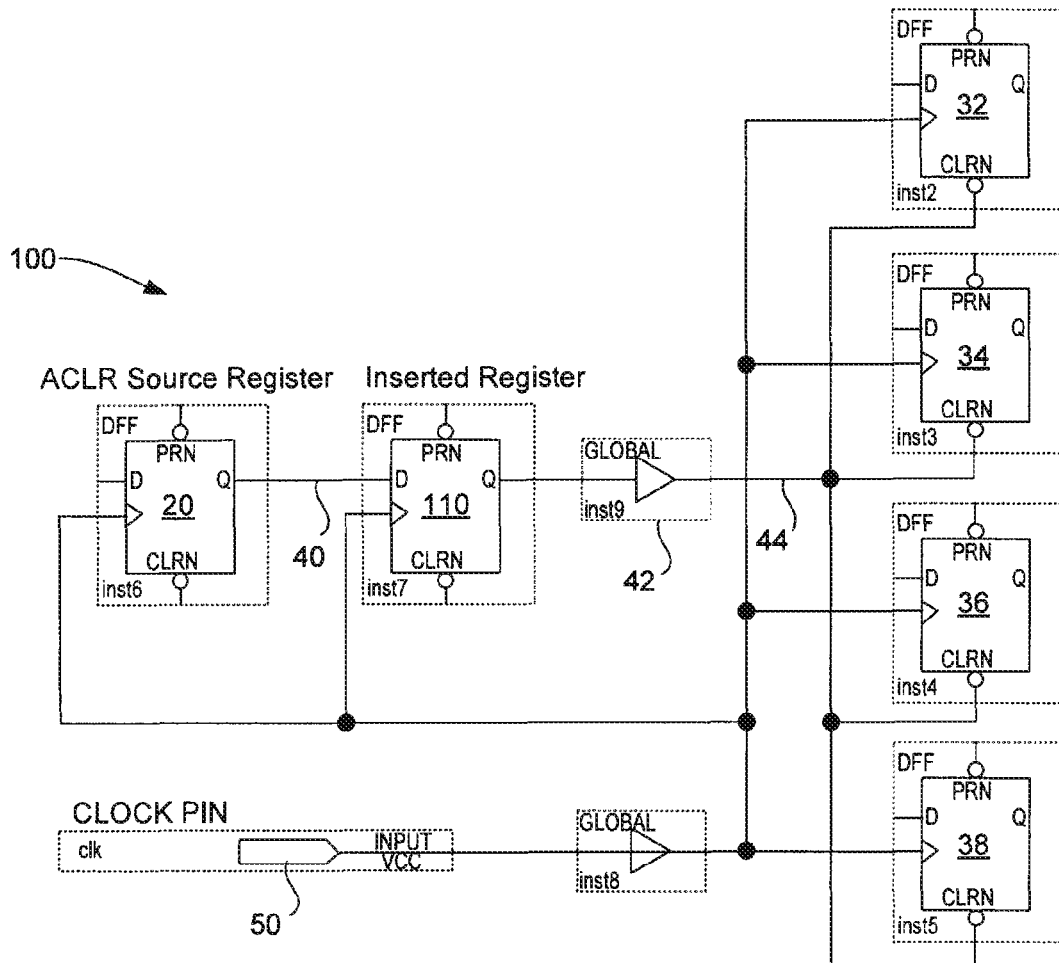 DFF
PRN
D
Q
32
CLRN
inst2
100
DFF
PRN
D
Q
34
CLRN
inst3
ACLR Source Register
Inserted Register
DFF
PRN
D
Q
20
CLRN
inst6
40
DFF
PRN
D
Q
110
CLRN
inst7
GLOBAL
inst9
42
44
DFF
PRN
D
Q
36
CLRN
inst4
CLOCK PIN
clk
INPUT
VCC
50
GLOBAL
inst8
DFF
PRN
D
Q
38
CLRN
inst5